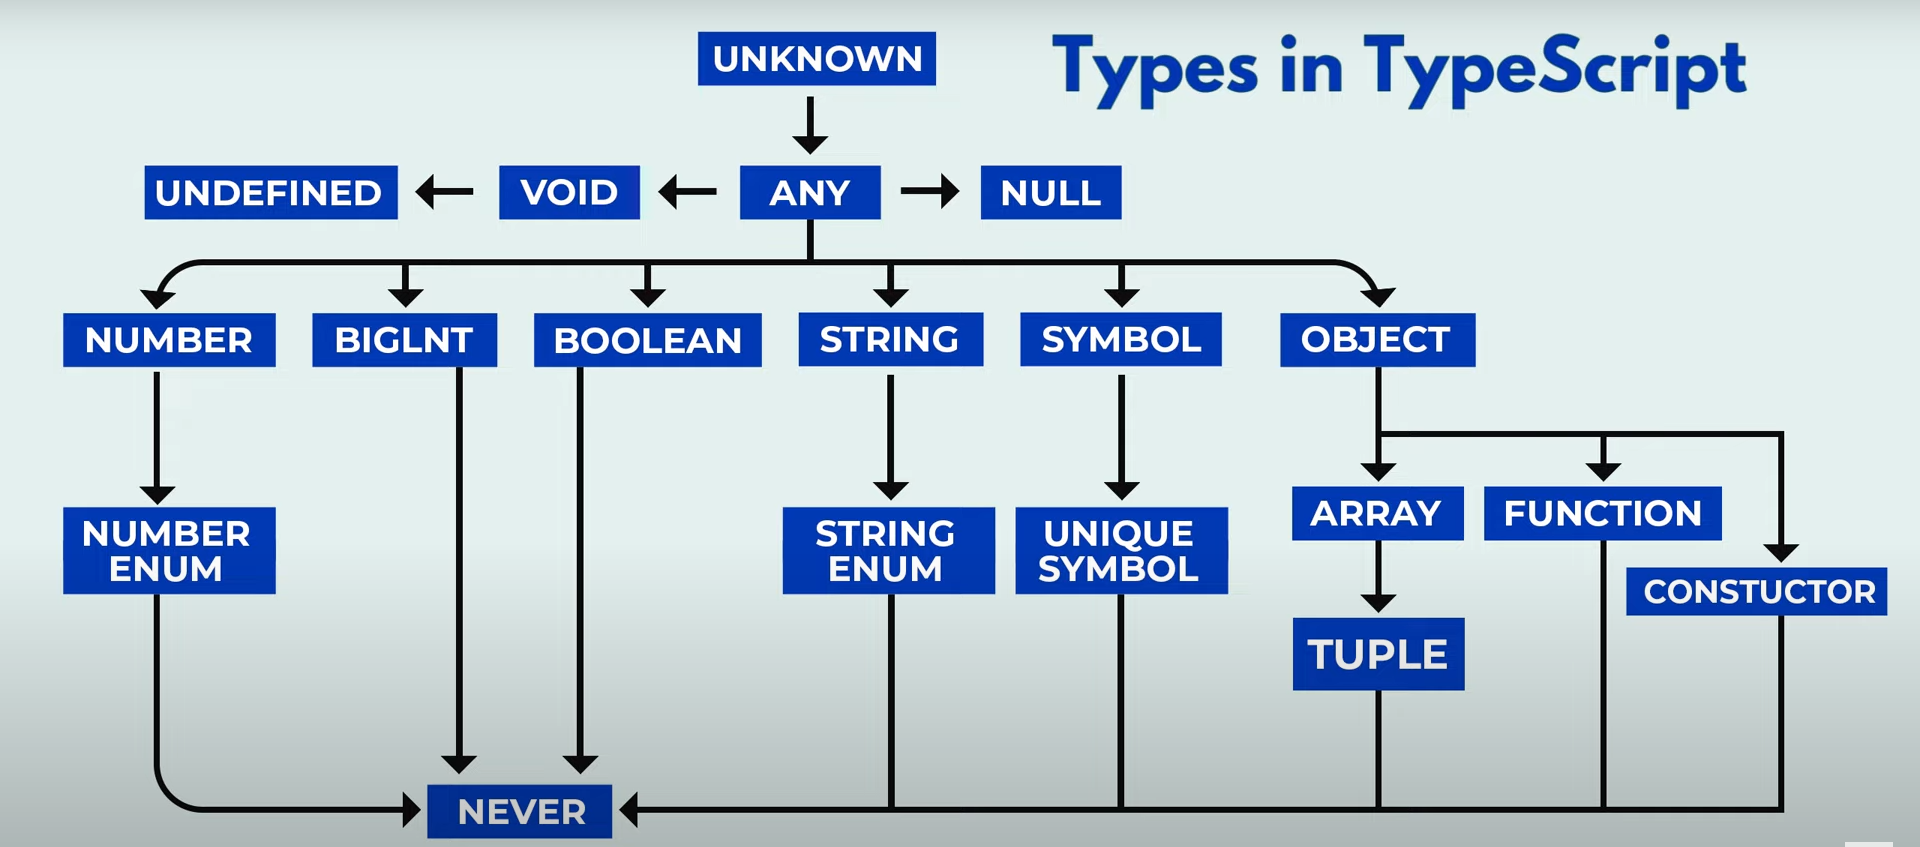 UNKNOWN
Types in TypeScript
UNDEFINED
VOID
ANY
NULL
NUMBER
BIGLNT
BOOLEAN
STRING
SYMBOL
OBJECT
NUMBER
ENUM
STRING
ENUM
UNIQUE
SYMBOL
ARRAY
FUNCTION
CONSTUCTOR
TUPLE
NEVER